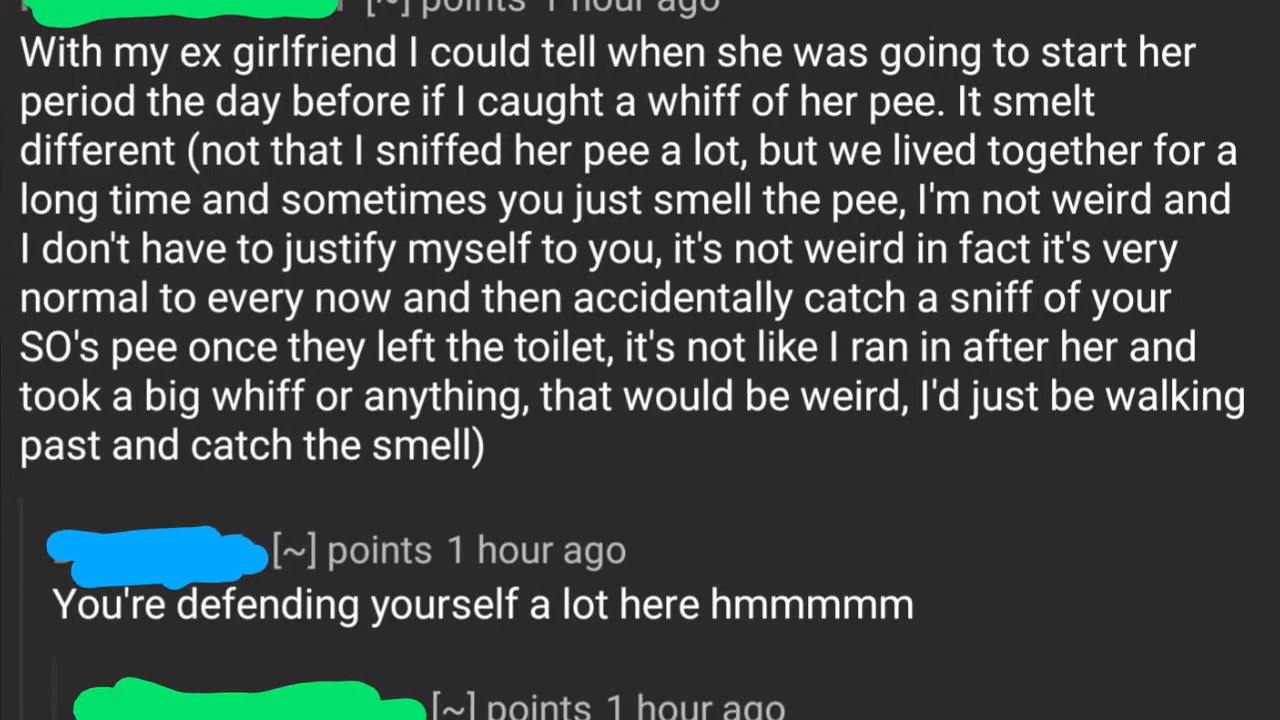 [~] points 1 hour ago
With my ex girlfriend I could tell when she was going to start her
period the day before if I caught a whiff of her pee. It smelt
different (not that I sniffed her pee a lot, but we lived together for a
long time and sometimes you just smell the pee, I'm not weird and
I don't have to justify myself to you, it's not weird in fact it's very
normal to every now and then accidentally catch a sniff of your
SO's pee once they left the toilet, it's not like I ran in after her and
took a big whiff or anything, that would be weird, I'd just be walking
past and catch the smell)
[~] points 1 hour ago
You're defending yourself a lot here hmmmmm
[~] points 1 hour ago